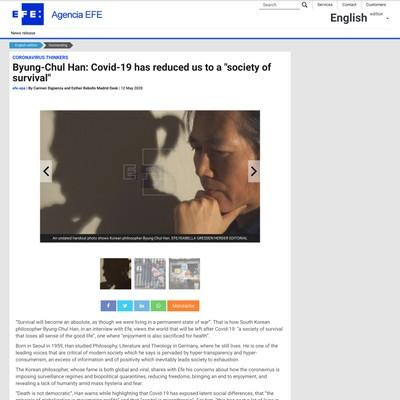 Search
Services
Contact
Customers
EFE:
Agencia EFE
English edition
News release
English edition
Outstanding
CORONAVIRUS THINKERS
Byung-Chul Han: Covid-19 has reduced us to a "society of
survival"
efe-epa | By Carmen Sigüenza and Esther Rebollo Madrid Desk | 12 May 2020
An undated handout photo shows Korean philosopher Byung-Chul Han. EFE/ISABELLA GRESSER/HERDER EDITORIAL
Menéame
"Survival will become an absolute, as though we were living in a permanent state of war". That is how South Korean
philosopher Byung-Chul Han, in an interview with Efe, views the world that will be left after Covid-19: "a society of survival
that loses all sense of the good life", one where "enjoyment is also sacrificed for health".
Born in Seoul in 1959, Han studied Philosophy, Literature and Theology in Germany, where he still lives. He is one of the
leading voices that are critical of modern society which he says is pervaded by hyper-transparency and hyper-
consumerism, an excess of information and of positivity which inevitably leads society to exhaustion.
The Korean philosopher, whose fame is both global and viral, shares with Efe his concerns about how the coronavirus is
imposing surveillance regimes and biopolitical quarantines, reducing freedoms, bringing an end to enjoyment, and
revealing a lack of humanity amid mass hysteria and fear.
"Death is not democratic", Han warns while highlighting that Covid-19 has exposed latent social differences, that "the